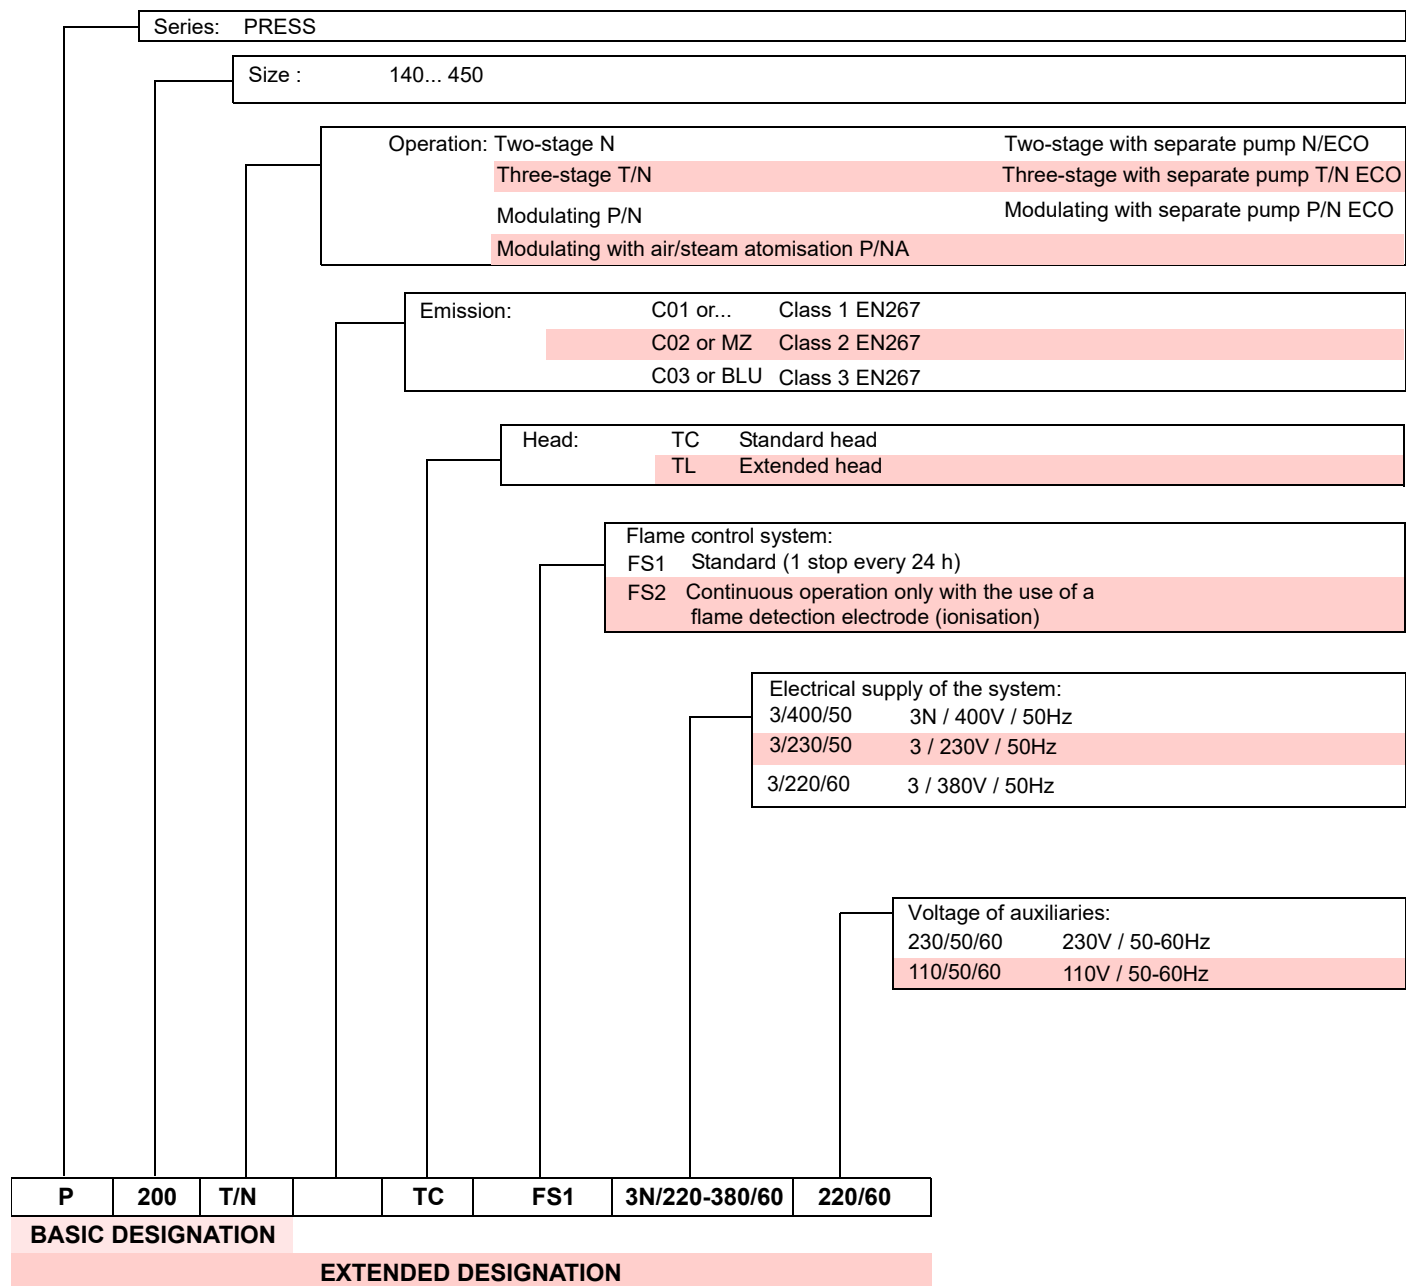 Series: PRESS
Size : 140... 450
Operation: Two-stage N Two-stage with separate pump N/ECO
Three-stage T/N Three-stage with separate pump T/N ECO
Modulating P/N Modulating with separate pump P/N ECO
Modulating with air/steam atomisation P/NA
Emission: C01 or... Class 1 EN267
C02 or MZ Class 2 EN267
C03 or BLU Class 3 EN267
Head: TC Standard head
TL Extended head
Flame control system:
FS1 Standard (1 stop every 24 h)
FS2 Continuous operation only with the use of a
flame detection electrode (ionisation)
Electrical supply of the system:
3/400/50 3N / 400V / 50Hz
3/230/50 3 / 230V / 50Hz
3/220/60 3 / 380V / 50Hz
Voltage of auxiliaries:
230/50/60 230V / 50-60Hz
110/50/60 110V / 50-60Hz
P 200 T/N TC FS1 3N/220-380/60 220/60
BASIC DESIGNATION
EXTENDED DESIGNATION